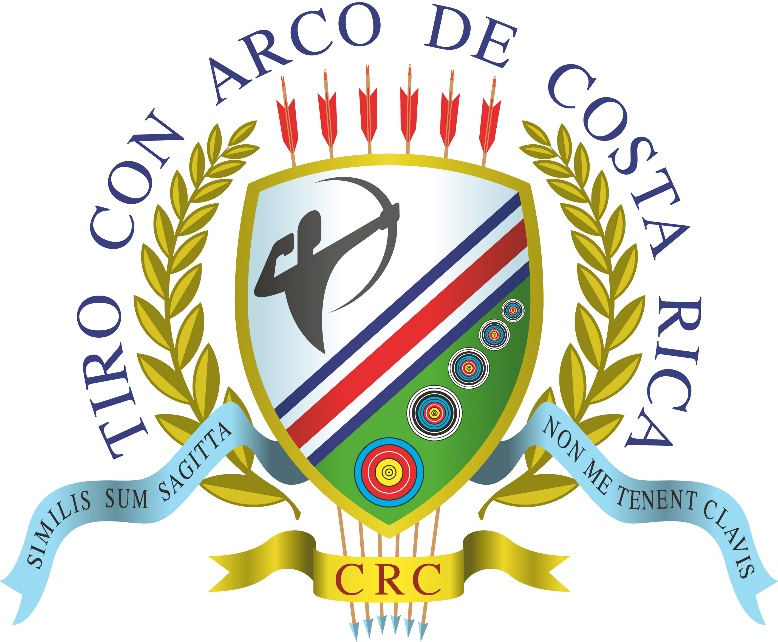 TIRO CON ARCO DE COSTA RICA
SIMILIS SUM SAGITTA
NON ME TENENT CLAVIS
CRC